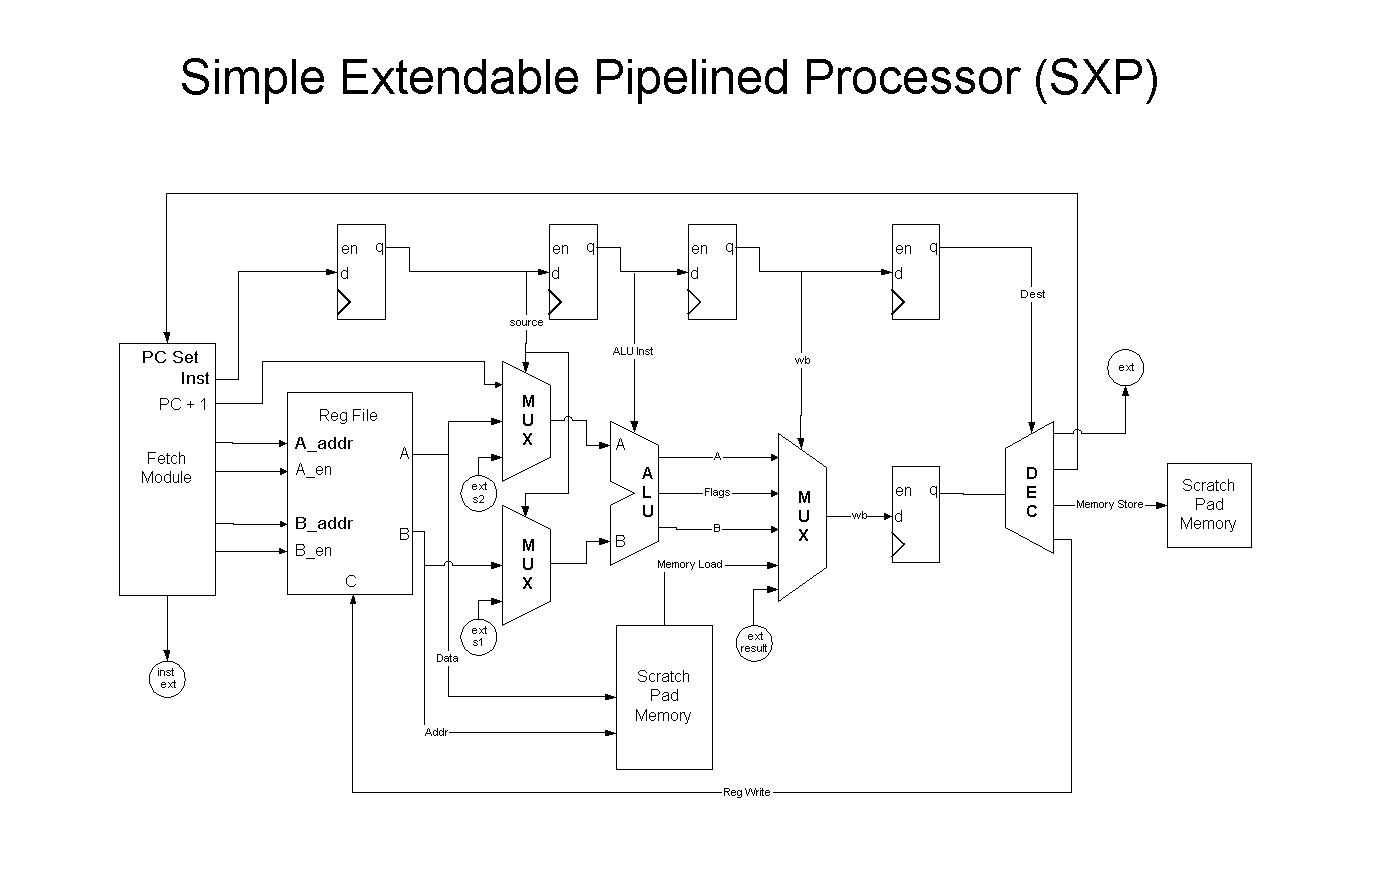 Simple Extendable Pipelined Processor (SXP)
en q
d
en q
d
en q
d
en q
d
Dest
source
ALU Inst
wb
PC Set
Inst
PC + 1
Fetch
Module
Reg File
A_addr
A_en
B_addr
B_en
A
B
C
M
U
X
ext
s2
M
U
X
ext
s1
A
B
A
L
U
A
Flags
B
Memory Load
M
U
X
ext
result
wb
en q
d
D
E
C
ext
Memory Store
Scratch
Pad
Memory
inst
ext
Data
Addr
Scratch
Pad
Memory
Reg Write